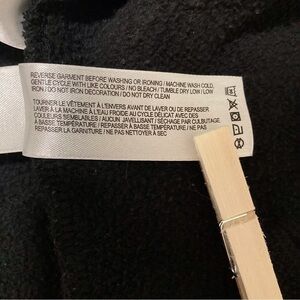 REVERSE GARMENT BEFORE WASHING OR IRONING / MACHINE WASH COLD,
GENTLE CYCLE WITH LIKE COLOURS / NO BLEACH / TUMBLE DRY LOW / LOW
IRON / DO NOT IRON DECORATION / DO NOT DRY CLEAN
TOURNER LE VÊTEMENT À L'ENVERS AVANT DE LAVER OU DE REPASSER
LAVER À LA MACHINE À L'EAU FROIDE AU CYCLE DÉLICAT AVEC DES
COULEURS SEMBLABLES / AUCUN JAVELLISANT / SÉCHAGE PAR CULBUTAGE
À BASSE TEMPÉRATURE / REPASSER À BASSE TEMPÉRATURE / NE PAS
REPASSER LA GARNITURE / NE PAS NETTOYER À SEC